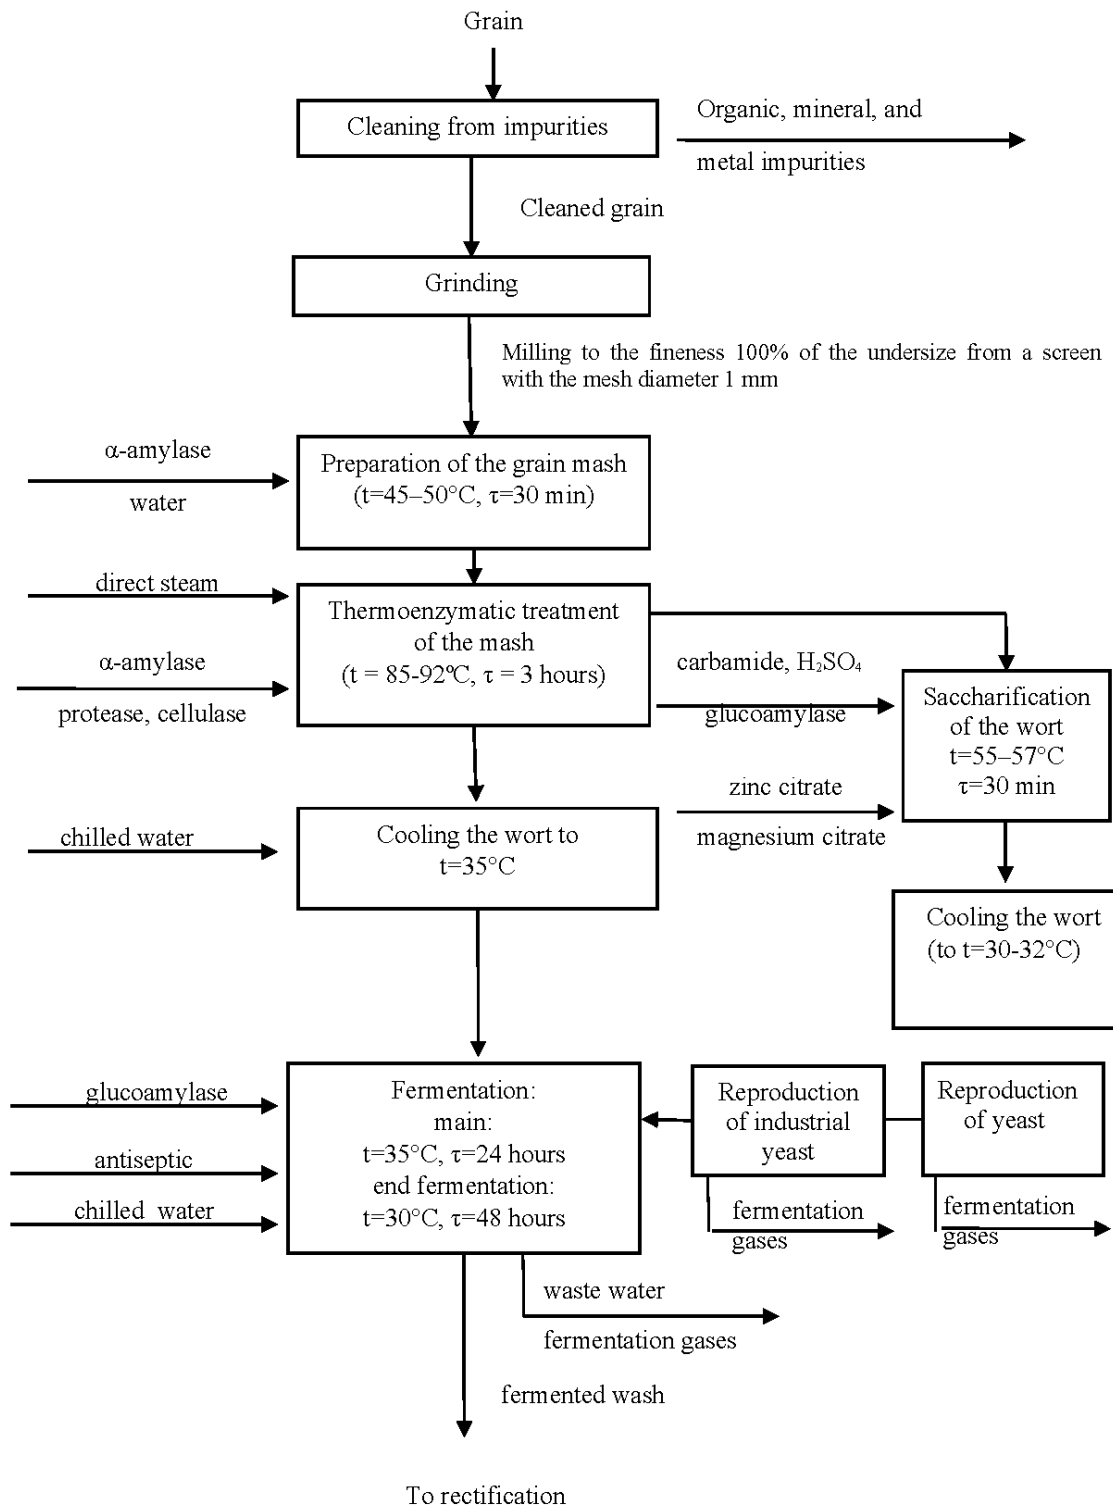 Grain
Cleaning from impurities
Organic, mineral, and
metal impurities
Cleaned grain
Grinding
Milling to the fineness 100% of the undersize from a screen
with the mesh diameter 1 mm
α-amylase
water
Preparation of the grain mash
(t=45–50°C, τ=30 min)
direct steam
α-amylase
protease, cellulase
Thermoenzymatic treatment
of the mash
(t = 85-92°C, τ = 3 hours)
carbamide, H₂SO₄
glucoamylase
zinc citrate
magnesium citrate
Saccharification
of the wort
t=55–57°C
τ=30 min
chilled water
Cooling the wort to
t=35°C
Cooling the wort
(to t=30-32°C)
glucoamylase
antiseptic
chilled water
Fermentation:
main:
t=35°C, τ=24 hours
end fermentation:
t=30°C, τ=48 hours
Reproduction
of industrial
yeast
Reproduction
of yeast
fermentation
gases
fermentation
gases
waste water
fermentation gases
fermented wash
To rectification